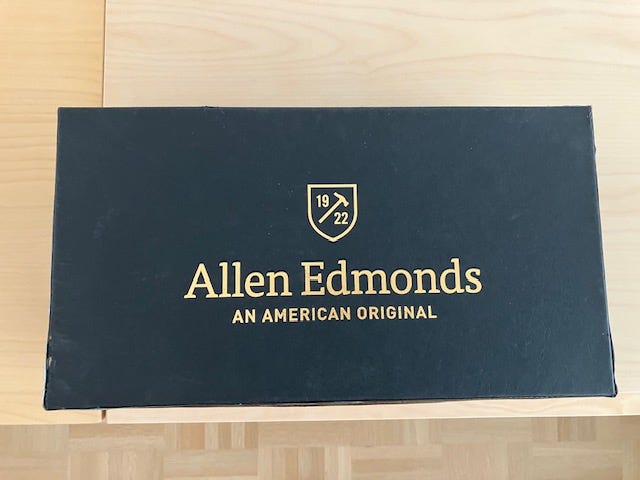 19
22
Allen Edmonds
AN AMERICAN ORIGINAL